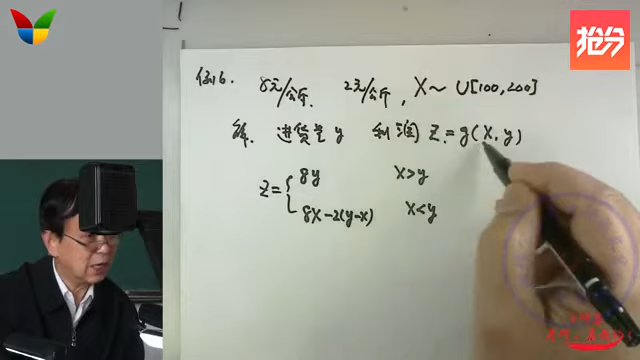 抢分
例6. 8元/公斤. 2元/公斤, X~U[100,200]
解. 进货量 y 利润 Z = g(X, y)
Z = { 8y X>y
8X-2(y-X) X<y